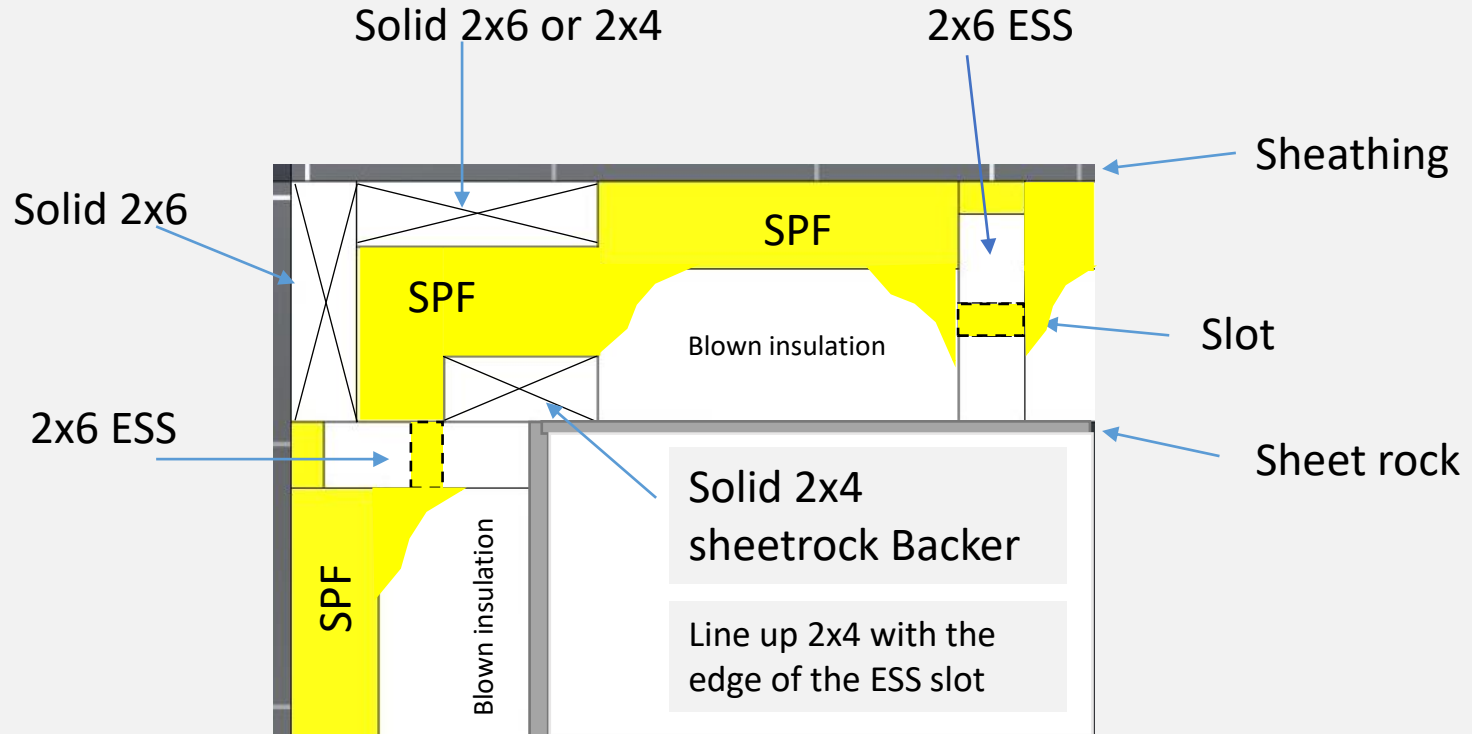 Solid 2x6 or 2x4
2x6 ESS
Sheathing
Solid 2x6
SPF
SPF
Blown insulation
Slot
2x6 ESS
Sheet rock
Solid 2x4
sheetrock Backer
SPF
Blown insulation
Line up 2x4 with the
edge of the ESS slot